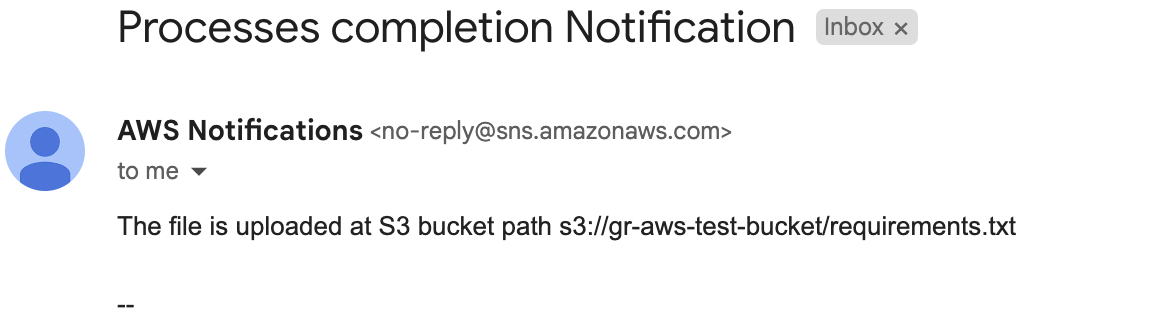 Processes completion Notification Inbox ×
AWS Notifications <no-reply@sns.amazonaws.com>
to me
The file is uploaded at S3 bucket path s3://gr-aws-test-bucket/requirements.txt
--